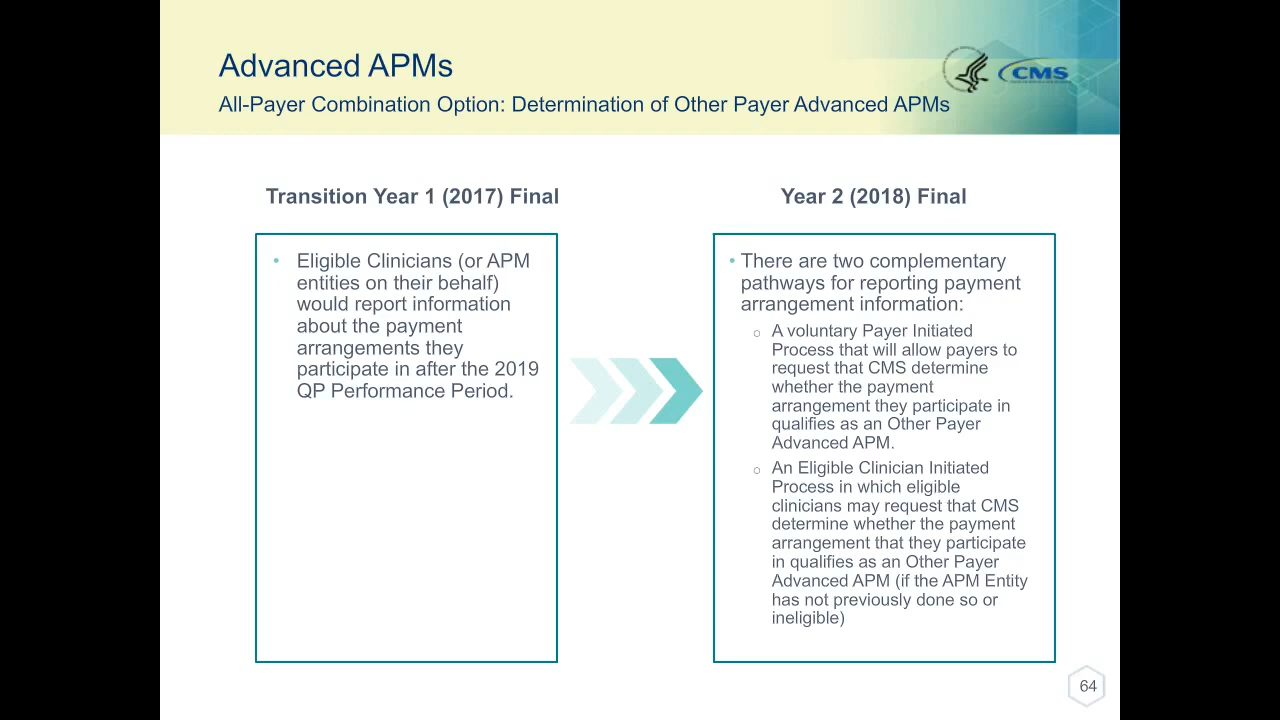 Advanced APMs
All-Payer Combination Option: Determination of Other Payer Advanced APMs
CMS
Transition Year 1 (2017) Final
• Eligible Clinicians (or APM
entities on their behalf)
would report information
about the payment
arrangements they
participate in after the 2019
QP Performance Period.
Year 2 (2018) Final
• There are two complementary
pathways for reporting payment
arrangement information:
o A voluntary Payer Initiated
Process that will allow payers to
request that CMS determine
whether the payment
arrangement they participate in
qualifies as an Other Payer
Advanced APM.
o An Eligible Clinician Initiated
Process in which eligible
clinicians may request that CMS
determine whether the payment
arrangement that they participate
in qualifies as an Other Payer
Advanced APM (if the APM Entity
has not previously done so or
ineligible)
64